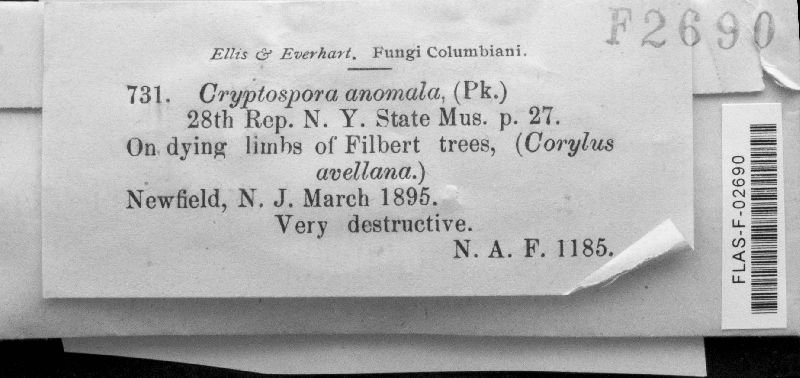 F2690
Ellis & Everhart. Fungi Columbiani.
731. Cryptospora anomala, (Pk.)
28th Rep. N. Y. State Mus. p. 27.
On dying limbs of Filbert trees, (Corylus
avellana.)
Newfield, N. J. March 1895.
Very destructive.
N. A. F. 1185.
FLAS-F-02690